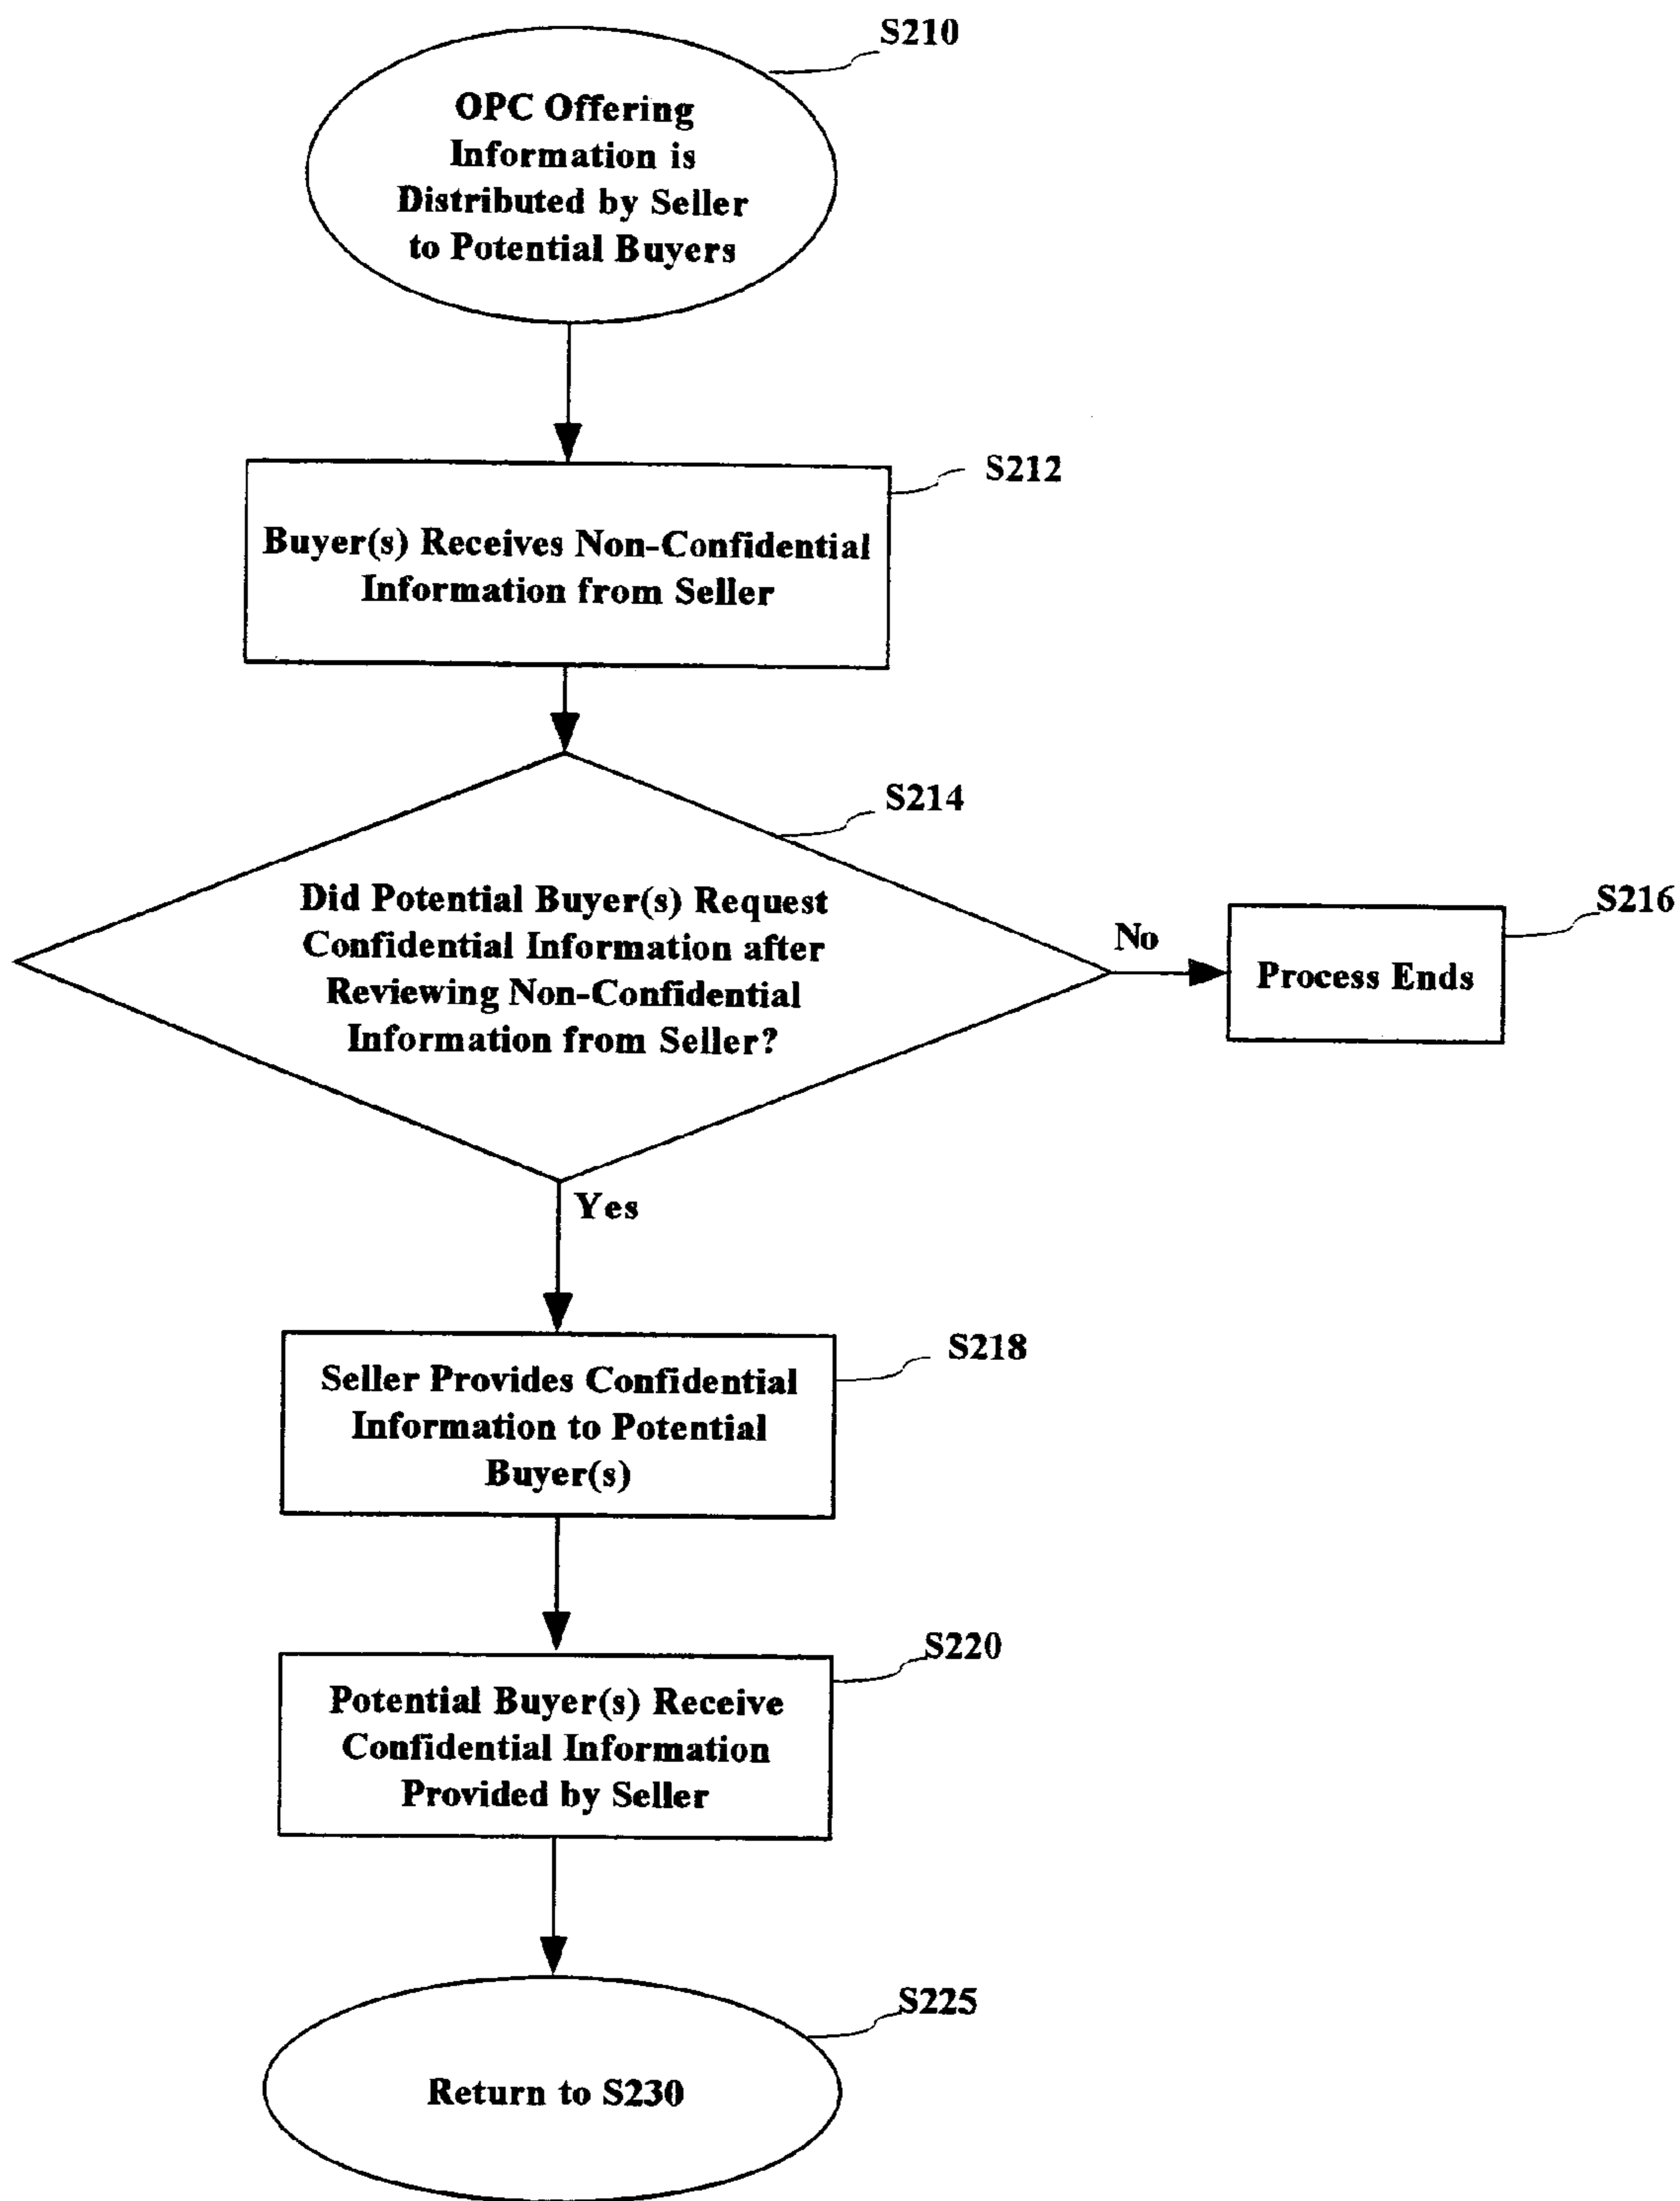 S210
OPC Offering
Information is
Distributed by Seller
to Potential Buyers
S212
Buyer(s) Receives Non-Confidential
Information from Seller
S214
Did Potential Buyer(s) Request
Confidential Information after
Reviewing Non-Confidential
Information from Seller?
No
S216
Process Ends
Yes
S218
Seller Provides Confidential
Information to Potential
Buyer(s)
S220
Potential Buyer(s) Receive
Confidential Information
Provided by Seller
S225
Return to S230